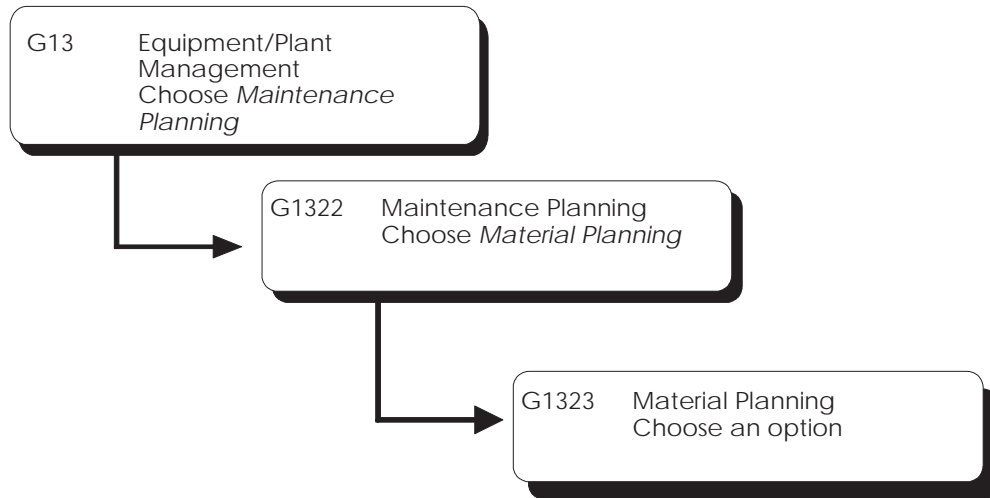 G13 Equipment/Plant
Management
Choose Maintenance
Planning
G1322 Maintenance Planning
Choose Material Planning
G1323 Material Planning
Choose an option